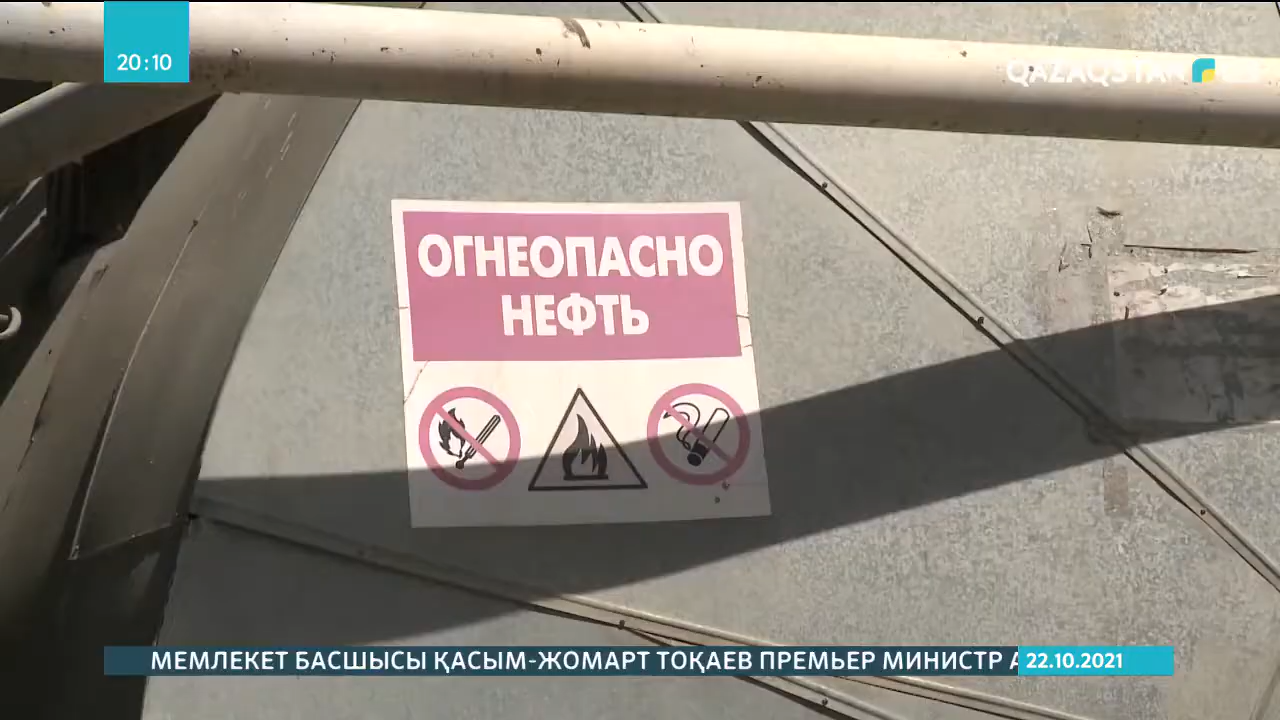 20:10
QAZAQSTAN
ОГНЕОПАСНО
НЕФТЬ
МЕМЛЕКЕТ БАСШЫСЫ ҚАСЫМ-ЖОМАРТ ТОҚАЕВ ПРЕМЬЕР МИНИСТР
22.10.2021